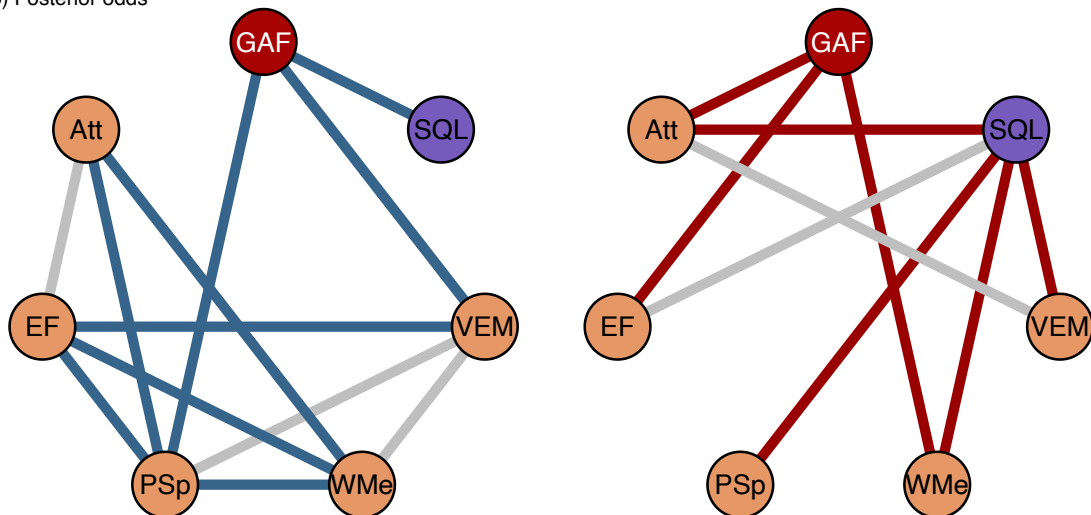 ) Posterior odds
GAF
GAF
Att
SQL
Att
SQL
EF
VEM
EF
VEM
PSp
WMe
PSp
WMe